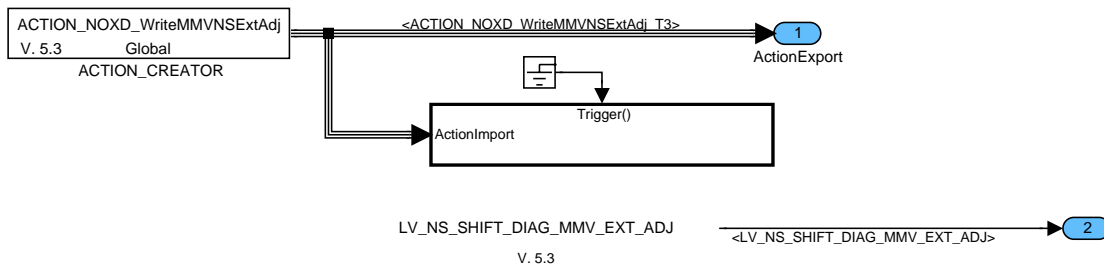 ACTION_NOXD_WriteMMVNSExtAdj
V. 5.3 Global
ACTION_CREATOR
<ACTION_NOXD_WriteMMVNSExtAdj_T3>
1
ActionExport
Trigger()
ActionImport
LV_NS_SHIFT_DIAG_MMV_EXT_ADJ
<LV_NS_SHIFT_DIAG_MMV_EXT_ADJ>
2
V. 5.3